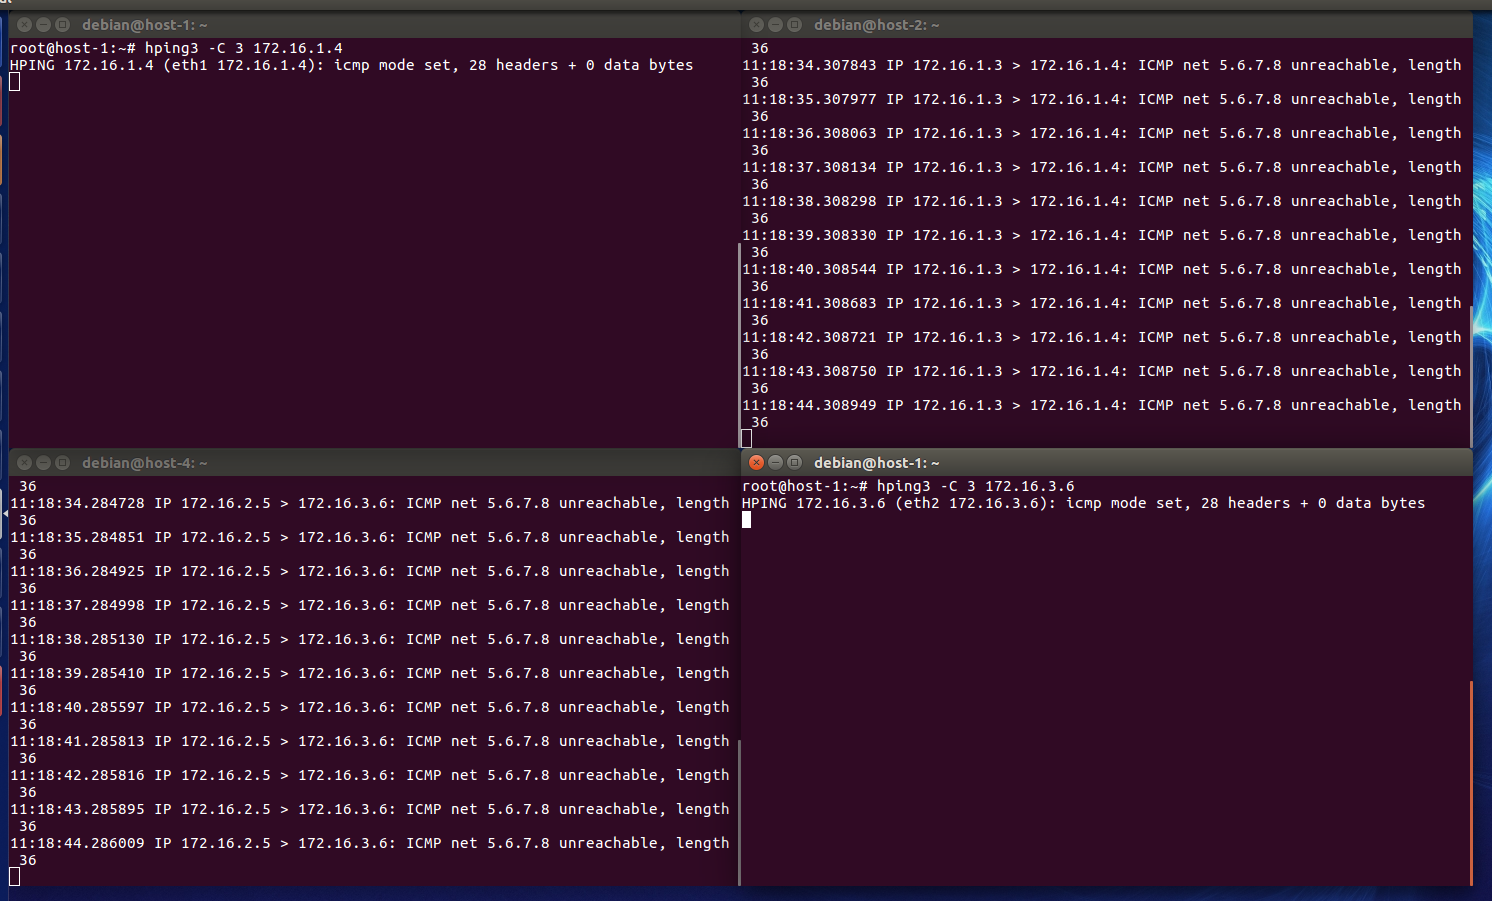 debian@host-1: ~
root@host-1:~# hping3 -C 3 172.16.1.4
HPING 172.16.1.4 (eth1 172.16.1.4): icmp mode set, 28 headers + 0 data bytes
debian@host-2: ~
36
11:18:34.307843 IP 172.16.1.3 > 172.16.1.4: ICMP net 5.6.7.8 unreachable, length
36
11:18:35.307977 IP 172.16.1.3 > 172.16.1.4: ICMP net 5.6.7.8 unreachable, length
36
11:18:36.308063 IP 172.16.1.3 > 172.16.1.4: ICMP net 5.6.7.8 unreachable, length
36
11:18:37.308134 IP 172.16.1.3 > 172.16.1.4: ICMP net 5.6.7.8 unreachable, length
36
11:18:38.308298 IP 172.16.1.3 > 172.16.1.4: ICMP net 5.6.7.8 unreachable, length
36
11:18:39.308330 IP 172.16.1.3 > 172.16.1.4: ICMP net 5.6.7.8 unreachable, length
36
11:18:40.308544 IP 172.16.1.3 > 172.16.1.4: ICMP net 5.6.7.8 unreachable, length
36
11:18:41.308683 IP 172.16.1.3 > 172.16.1.4: ICMP net 5.6.7.8 unreachable, length
36
11:18:42.308721 IP 172.16.1.3 > 172.16.1.4: ICMP net 5.6.7.8 unreachable, length
36
11:18:43.308750 IP 172.16.1.3 > 172.16.1.4: ICMP net 5.6.7.8 unreachable, length
36
11:18:44.308949 IP 172.16.1.3 > 172.16.1.4: ICMP net 5.6.7.8 unreachable, length
36
debian@host-4: ~
36
11:18:34.284728 IP 172.16.2.5 > 172.16.3.6: ICMP net 5.6.7.8 unreachable, length
36
11:18:35.284851 IP 172.16.2.5 > 172.16.3.6: ICMP net 5.6.7.8 unreachable, length
36
11:18:36.284925 IP 172.16.2.5 > 172.16.3.6: ICMP net 5.6.7.8 unreachable, length
36
11:18:37.284998 IP 172.16.2.5 > 172.16.3.6: ICMP net 5.6.7.8 unreachable, length
36
11:18:38.285130 IP 172.16.2.5 > 172.16.3.6: ICMP net 5.6.7.8 unreachable, length
36
11:18:39.285410 IP 172.16.2.5 > 172.16.3.6: ICMP net 5.6.7.8 unreachable, length
36
11:18:40.285597 IP 172.16.2.5 > 172.16.3.6: ICMP net 5.6.7.8 unreachable, length
36
11:18:41.285813 IP 172.16.2.5 > 172.16.3.6: ICMP net 5.6.7.8 unreachable, length
36
11:18:42.285816 IP 172.16.2.5 > 172.16.3.6: ICMP net 5.6.7.8 unreachable, length
36
11:18:43.285895 IP 172.16.2.5 > 172.16.3.6: ICMP net 5.6.7.8 unreachable, length
36
11:18:44.286009 IP 172.16.2.5 > 172.16.3.6: ICMP net 5.6.7.8 unreachable, length
36
debian@host-1: ~
root@host-1:~# hping3 -C 3 172.16.3.6
HPING 172.16.3.6 (eth2 172.16.3.6): icmp mode set, 28 headers + 0 data bytes